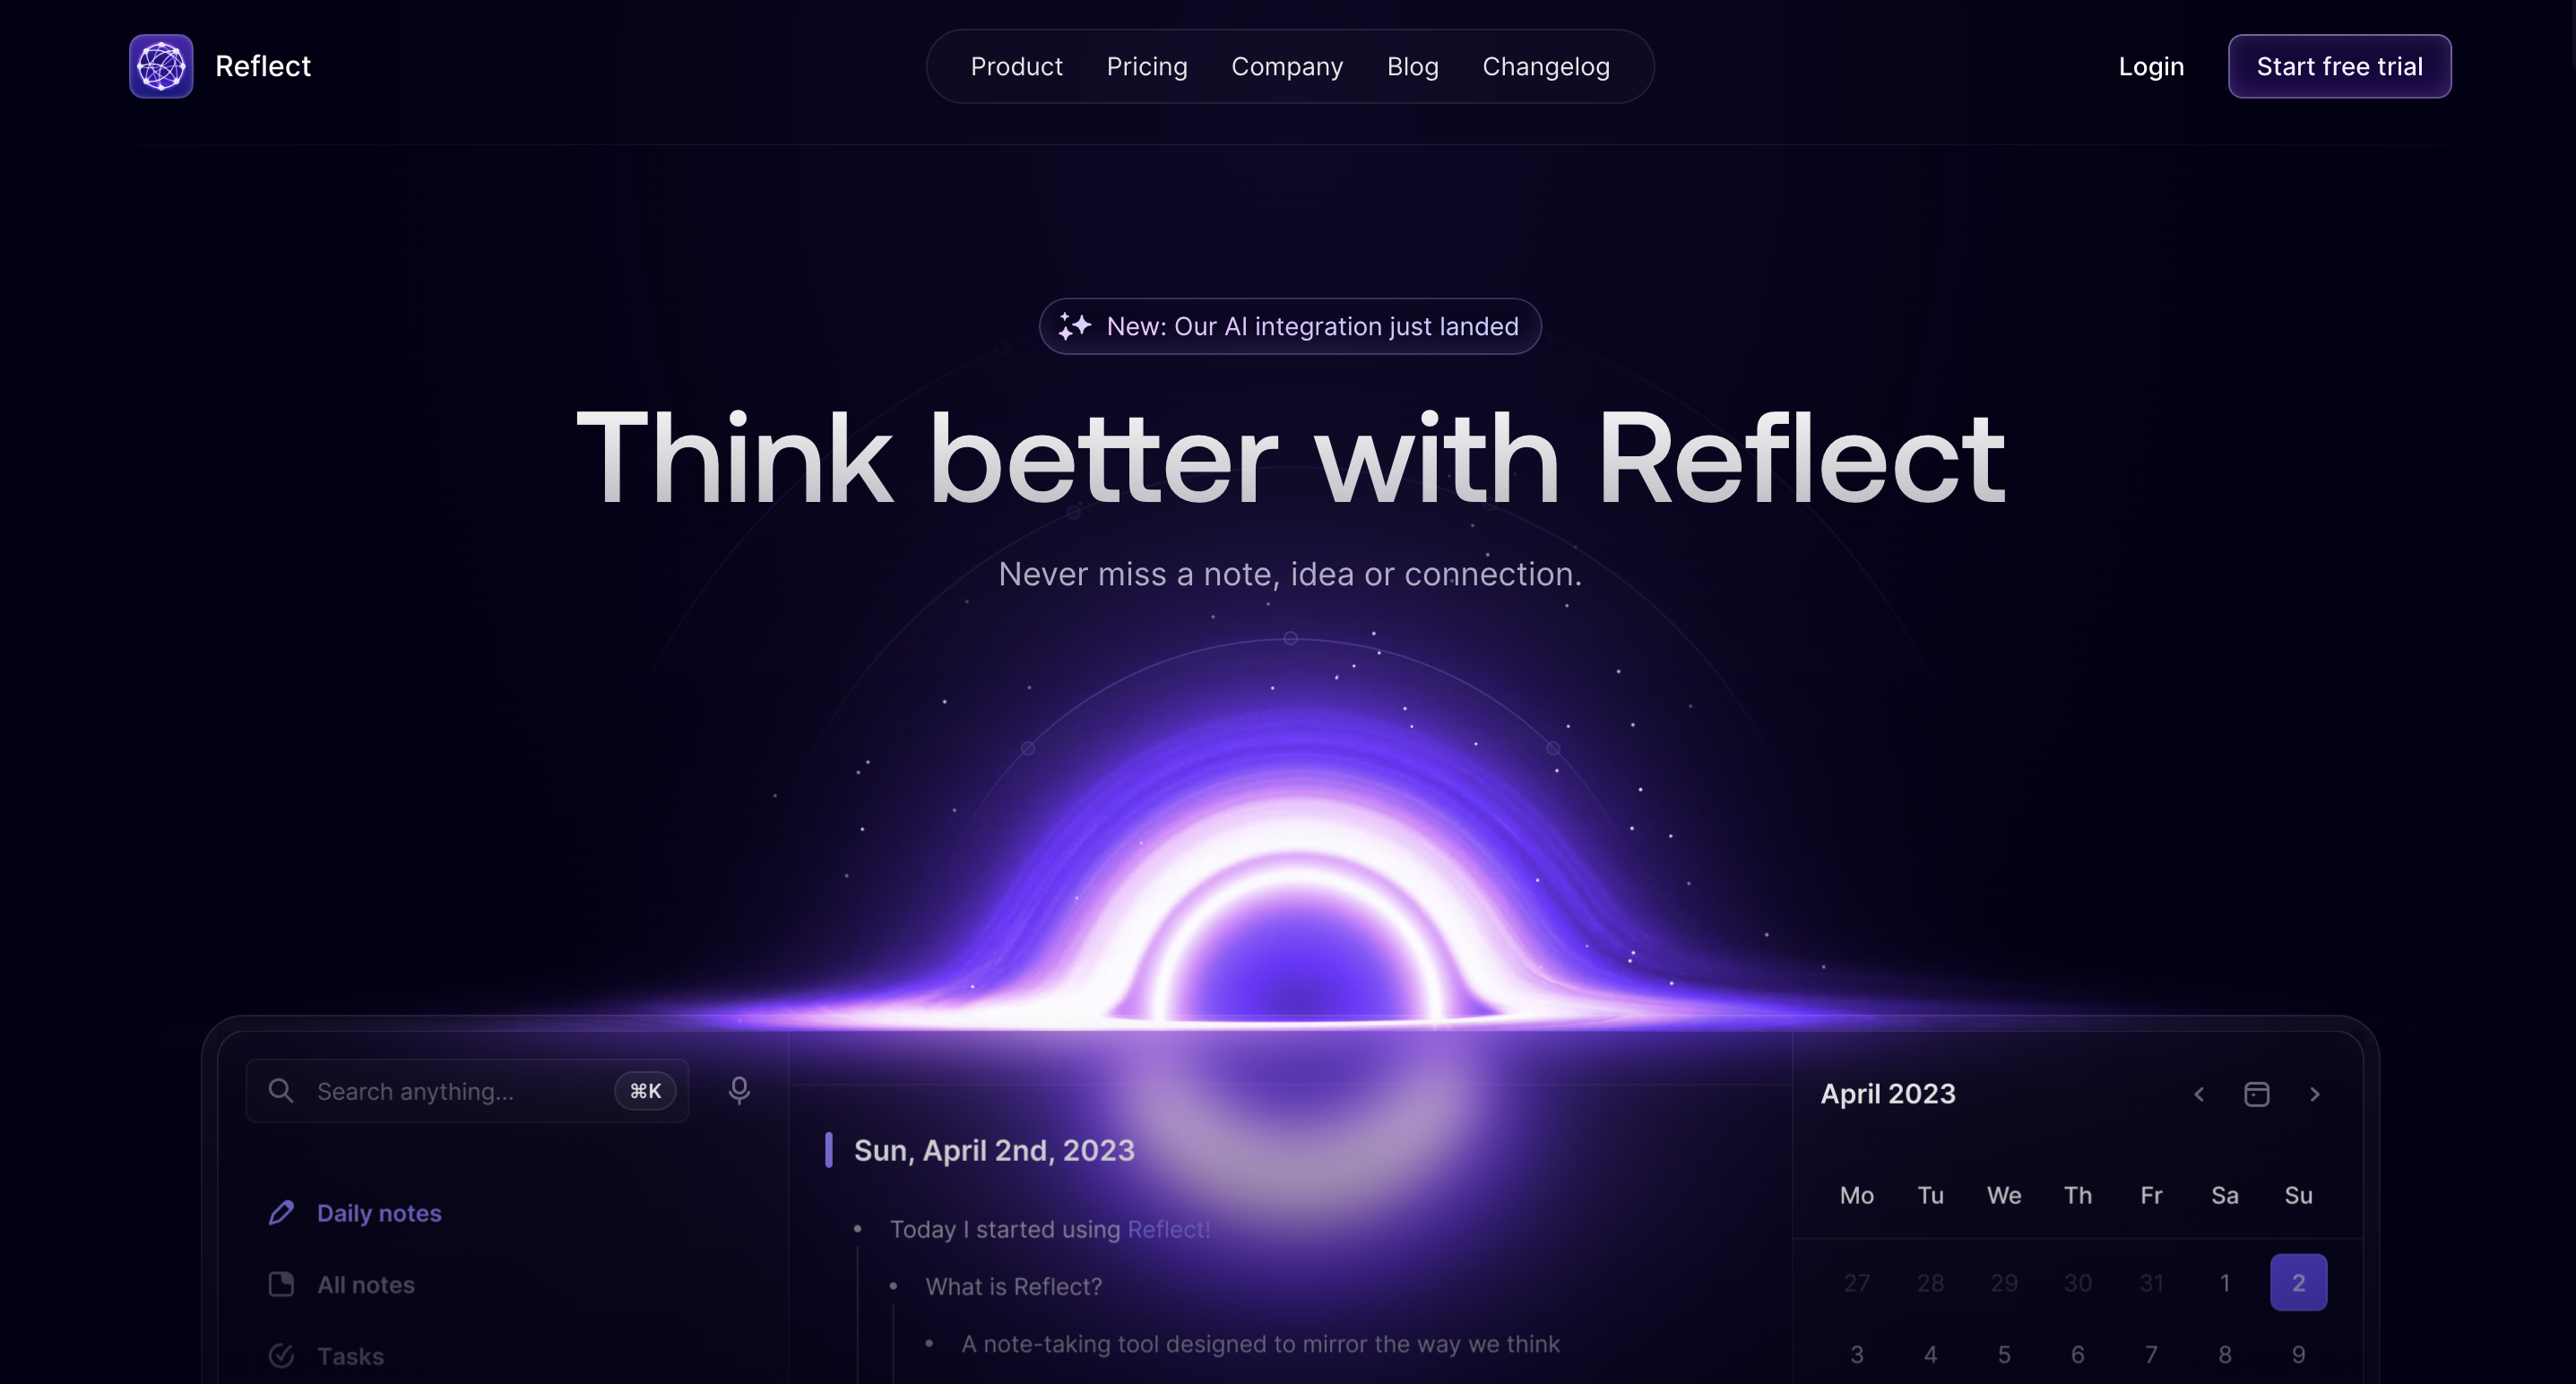 Reflect
Product Pricing Company Blog Changelog
Login
Start free trial
New: Our AI integration just landed
Think better with Reflect
Never miss a note, idea or connection.
Search anything... ⌘K
Daily notes
All notes
Tasks
Sun, April 2nd, 2023
• Today I started using Reflect!
• What is Reflect?
• A note-taking tool designed to mirror the way we think
April 2023
Mo Tu We Th Fr Sa Su
27 28 29 30 31 1 2
3 4 5 6 7 8 9